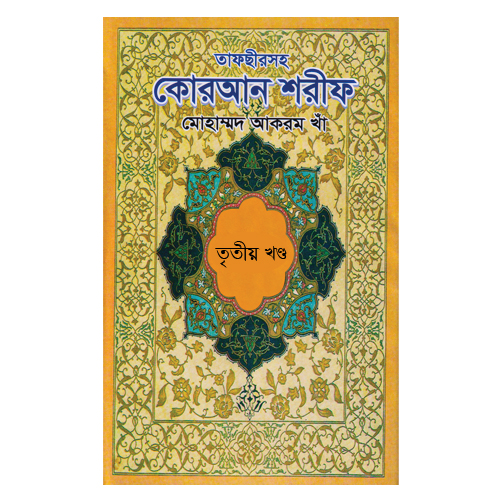 তাফছীরসহ
কোরআন শরীফ
মোহাম্মদ আকরম খাঁ
তৃতীয় খণ্ড